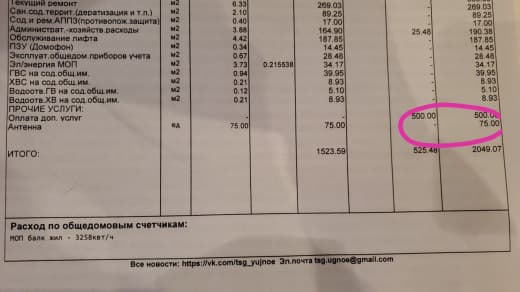 Текущий ремонт м2 6.33 269.03 - 269.03
Сан.сод.террит.(дератизация и т.п.) м2 2.10 89.25 - 89.25
Сод.и рем.АППЗ(противопож.защита) м2 0.40 17.00 - 17.00
Администрат.-хозяйств.расходы м2 3.88 164.90 25.48 190.38
Обслуживание лифта м2 4.42 187.85 - 187.85
ПЗУ (Домофон) м2 0.34 14.45 - 14.45
Эксплуат.общедом.приборов учета м2 0.67 28.48 - 28.48
Эл/энергия МОП м2 3.73 0.215538 34.17 - 34.17
ГВС на сод.общ.им. м2 0.94 39.95 - 39.95
ХВС на сод.общ.им. м2 0.21 8.93 - 8.93
Водоотв.ГВ на сод.общ.им. м2 0.12 5.10 - 5.10
Водоотв.ХВ на сод.общ.им. м2 0.21 8.93 - 8.93
ПРОЧИЕ УСЛУГИ:
Оплата доп. услуг 500.00 500.00
Антенна ед 75.00 75.00 - 75.00
ИТОГО: 1523.59 525.48 2049.07
Расход по общедомовым счетчикам:
МОП балк жил - 3258квт/ч
Все новости: https://vk.com/tsg_yujnoe Эл.почта tsg.ugnoe@gmail.com